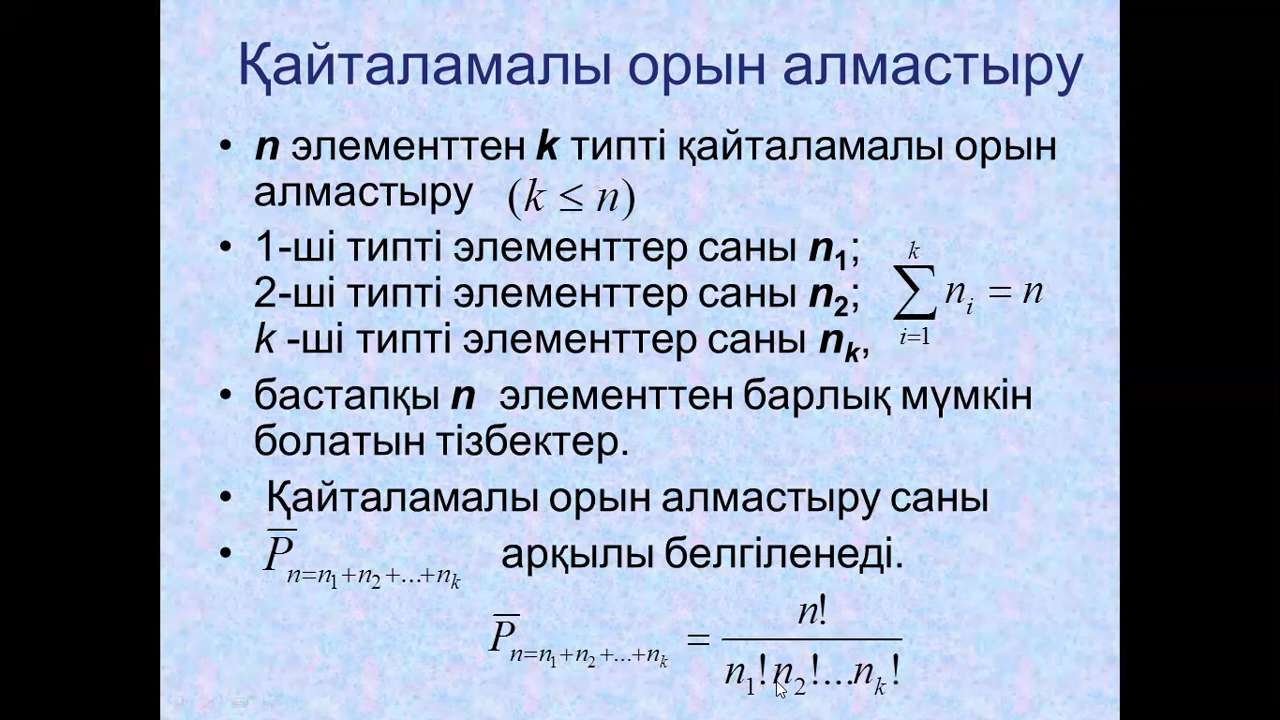 Қайталамалы орын алмастыру
• n элементтен k типті қайталамалы орын
алмастыру (k ≤ n)
• 1-ші типті элементтер саны n₁;
2-ші типті элементтер саны n₂;
k -ші типті элементтер саны nₖ,
∑ᵢ₌₁ᵏ nᵢ = n
• бастапқы n элементтен барлық мүмкін
болатын тізбектер.
• Қайталамалы орын алмастыру саны
• P̅ₙ₌ₙ₁₊ₙ₂₊...₊ₙₖ арқылы белгіленеді.
P̅ₙ₌ₙ₁₊ₙ₂₊...₊ₙₖ = n! / n₁!n₂!...nₖ!